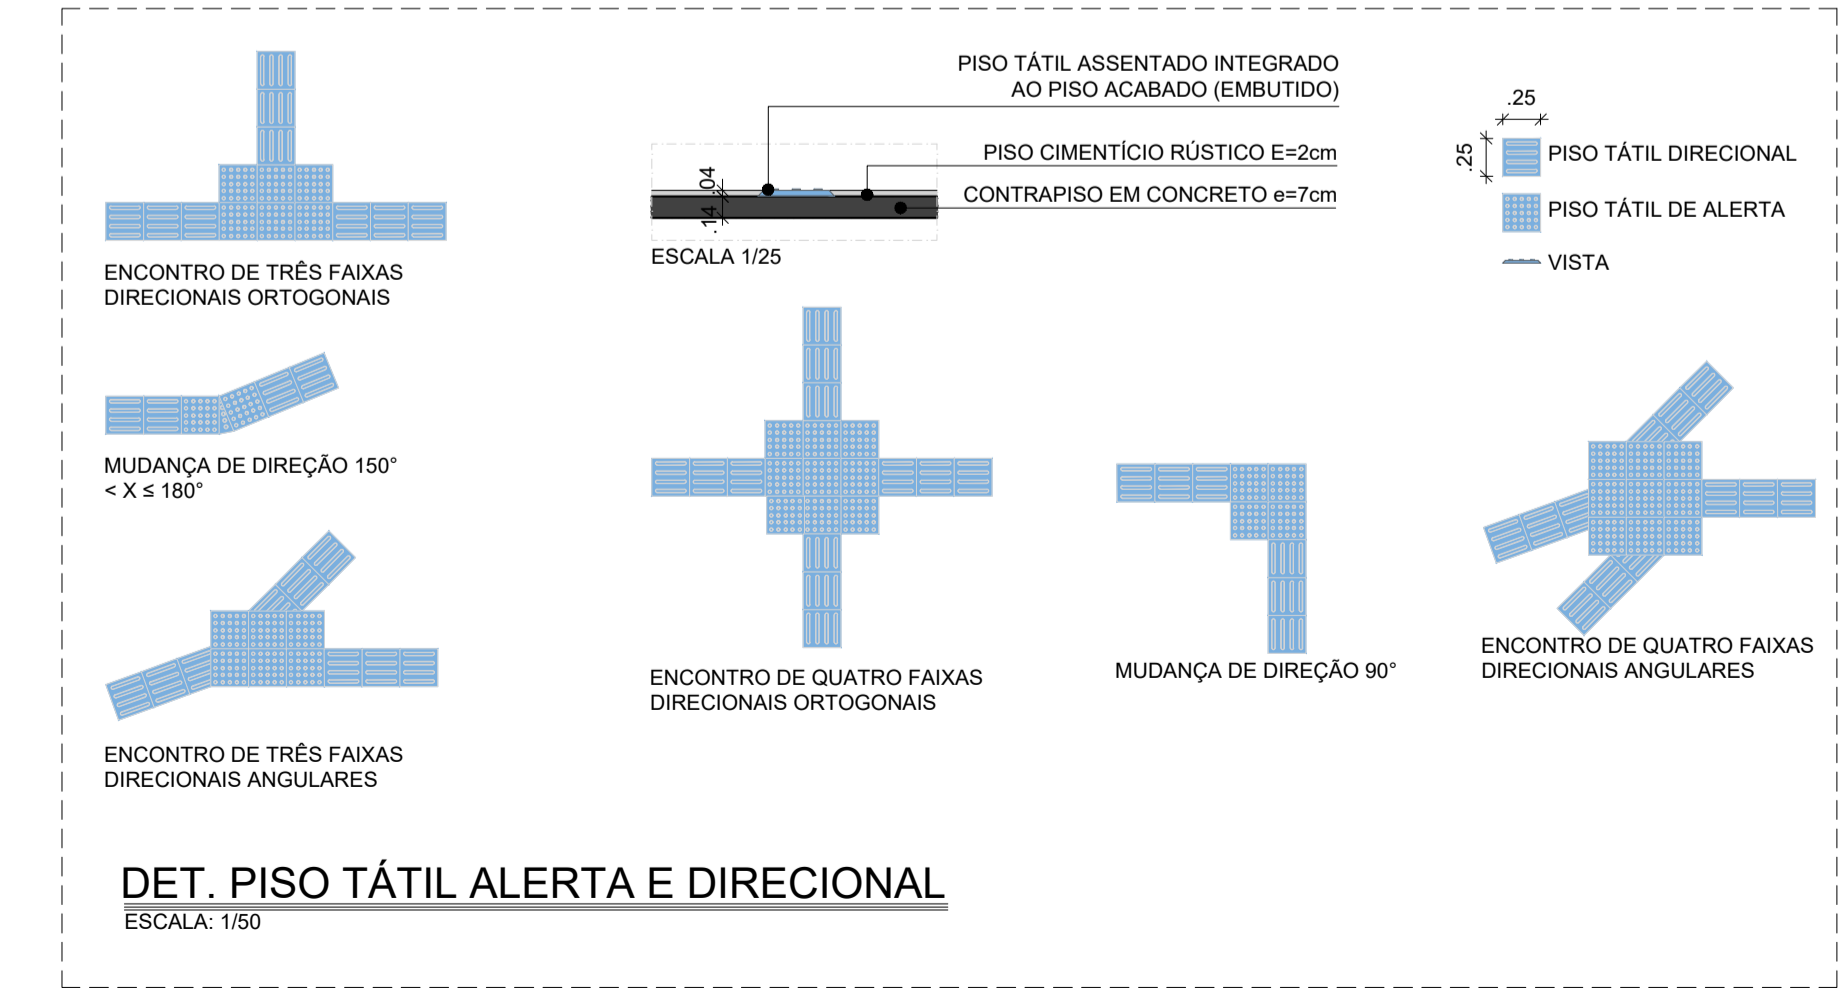 PISO TÁTIL ASSENTADO INTEGRADO
AO PISO ACABADO (EMBUTIDO)
PISO CIMENTÍCIO RÚSTICO E=2cm
CONTRAPISO EM CONCRETO e=7cm
.04
.14
ESCALA 1/25
.25
.25
PISO TÁTIL DIRECIONAL
PISO TÁTIL DE ALERTA
VISTA
ENCONTRO DE TRÊS FAIXAS
DIRECIONAIS ORTOGONAIS
MUDANÇA DE DIREÇÃO 150°
< X ≤ 180°
ENCONTRO DE TRÊS FAIXAS
DIRECIONAIS ANGULARES
ENCONTRO DE QUATRO FAIXAS
DIRECIONAIS ORTOGONAIS
MUDANÇA DE DIREÇÃO 90°
ENCONTRO DE QUATRO FAIXAS
DIRECIONAIS ANGULARES
DET. PISO TÁTIL ALERTA E DIRECIONAL
ESCALA: 1/50